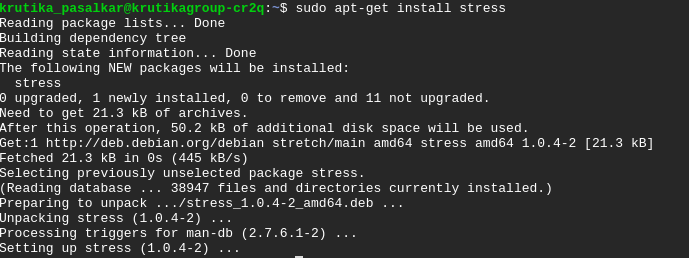 krutika_pasalkar@krutikagroup-cr2q:~$ sudo apt-get install stress
Reading package lists... Done
Building dependency tree
Reading state information... Done
The following NEW packages will be installed:
  stress
0 upgraded, 1 newly installed, 0 to remove and 11 not upgraded.
Need to get 21.3 kB of archives.
After this operation, 50.2 kB of additional disk space will be used.
Get:1 http://deb.debian.org/debian stretch/main amd64 stress amd64 1.0.4-2 [21.3 kB]
Fetched 21.3 kB in 0s (445 kB/s)
Selecting previously unselected package stress.
(Reading database ... 38947 files and directories currently installed.)
Preparing to unpack .../stress_1.0.4-2_amd64.deb ...
Unpacking stress (1.0.4-2) ...
Processing triggers for man-db (2.7.6.1-2) ...
Setting up stress (1.0.4-2) ...